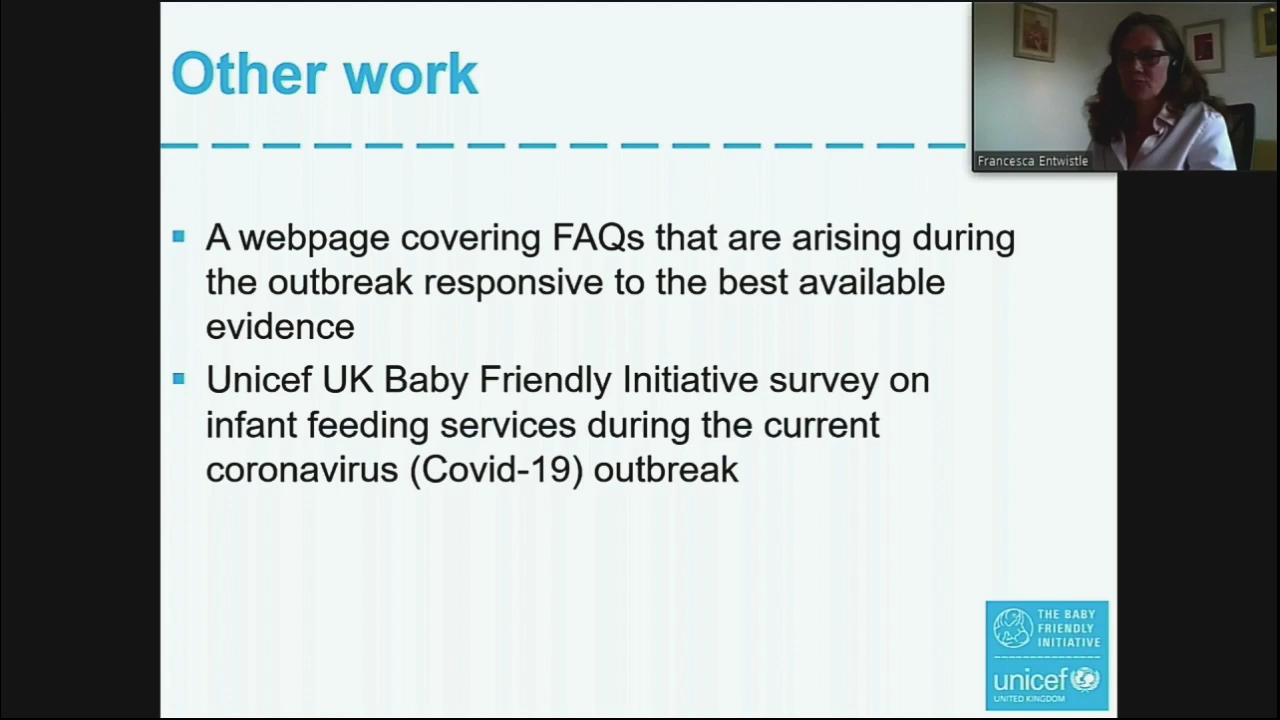 Other work
Francesca Entwistle
A webpage covering FAQs that are arising during
the outbreak responsive to the best available
evidence
Unicef UK Baby Friendly Initiative survey on
infant feeding services during the current
coronavirus (Covid-19) outbreak
THE BABY
FRIENDLY
INITIATIVE
unicef
UNITED KINGDOM